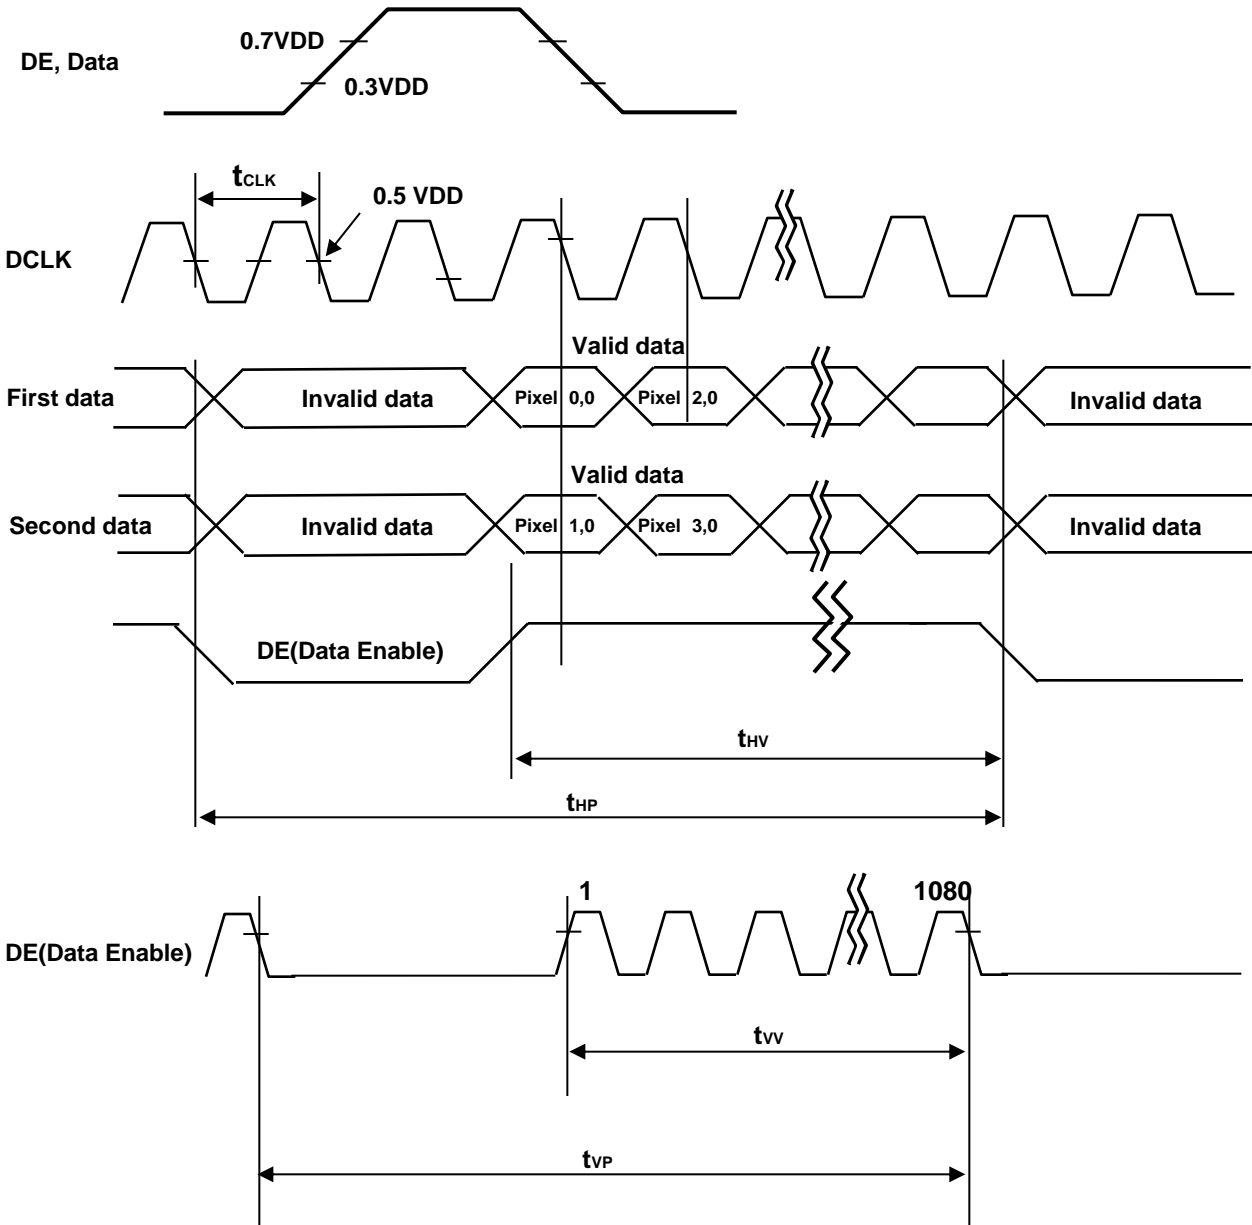 0.7VDD
DE, Data
0.3VDD
tCLK
0.5 VDD
DCLK
Valid data
First data
Invalid data
Pixel 0,0
Pixel 2,0
Invalid data
Valid data
Second data
Invalid data
Pixel 1,0
Pixel 3,0
Invalid data
DE(Data Enable)
tHV
tHP
1
1080
DE(Data Enable)
tVV
tVP